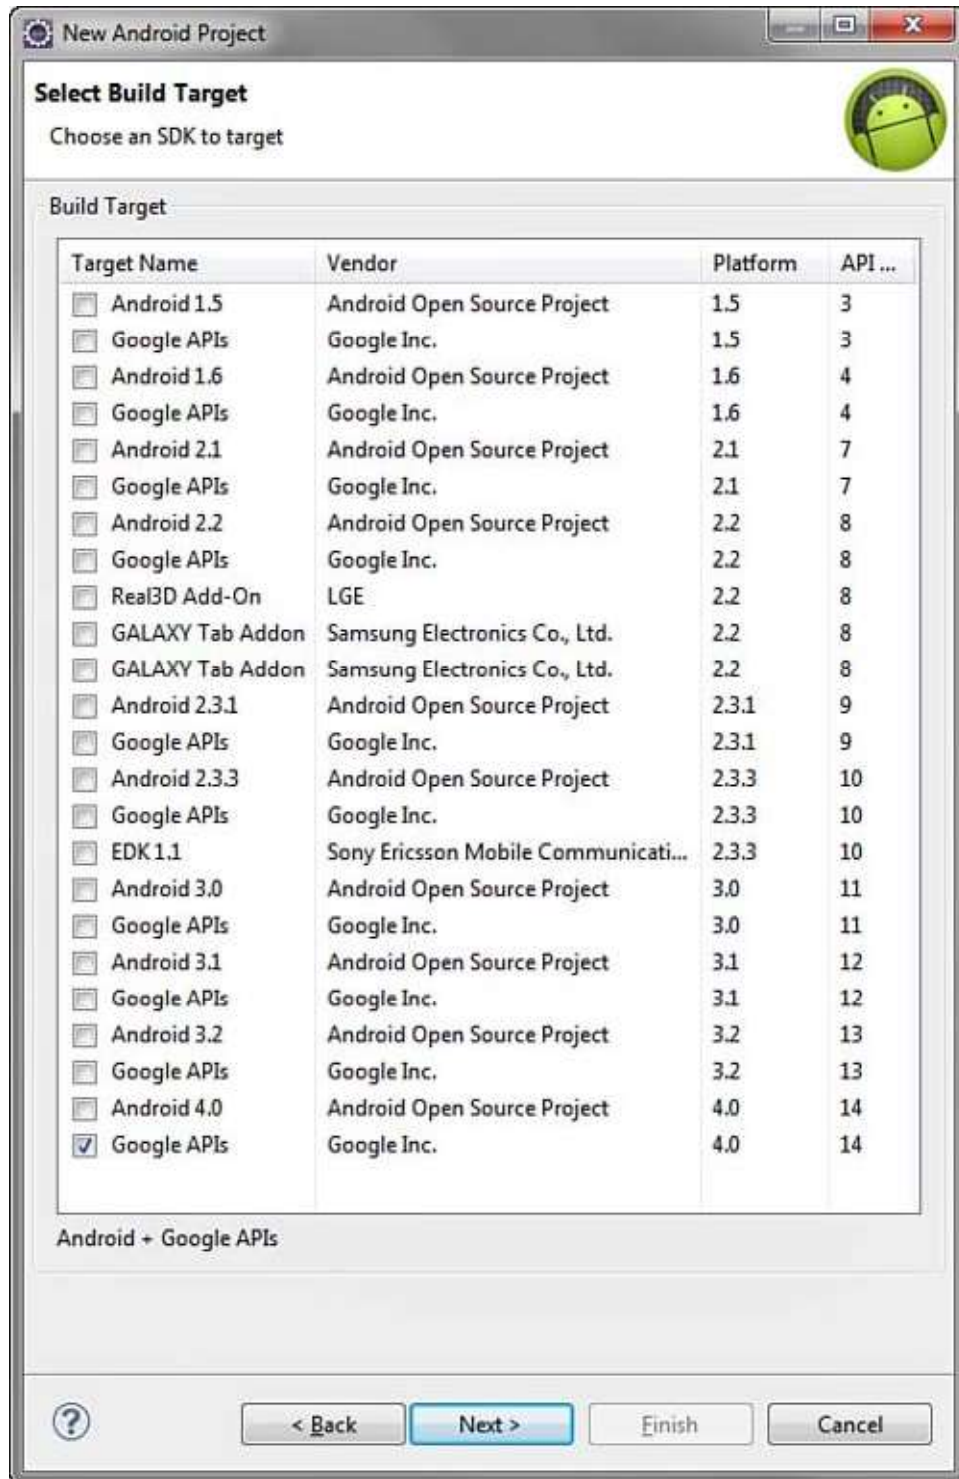 New Android Project
Select Build Target
Choose an SDK to target
Build Target
Target Name Vendor Platform API ...
Android 1.5 Android Open Source Project 1.5 3
Google APIs Google Inc. 1.5 3
Android 1.6 Android Open Source Project 1.6 4
Google APIs Google Inc. 1.6 4
Android 2.1 Android Open Source Project 2.1 7
Google APIs Google Inc. 2.1 7
Android 2.2 Android Open Source Project 2.2 8
Google APIs Google Inc. 2.2 8
Real3D Add-On LGE 2.2 8
GALAXY Tab Addon Samsung Electronics Co., Ltd. 2.2 8
GALAXY Tab Addon Samsung Electronics Co., Ltd. 2.2 8
Android 2.3.1 Android Open Source Project 2.3.1 9
Google APIs Google Inc. 2.3.1 9
Android 2.3.3 Android Open Source Project 2.3.3 10
Google APIs Google Inc. 2.3.3 10
EDK 1.1 Sony Ericsson Mobile Communicati... 2.3.3 10
Android 3.0 Android Open Source Project 3.0 11
Google APIs Google Inc. 3.0 11
Android 3.1 Android Open Source Project 3.1 12
Google APIs Google Inc. 3.1 12
Android 3.2 Android Open Source Project 3.2 13
Google APIs Google Inc. 3.2 13
Android 4.0 Android Open Source Project 4.0 14
Google APIs Google Inc. 4.0 14
Android + Google APIs
? < Back Next > Finish Cancel